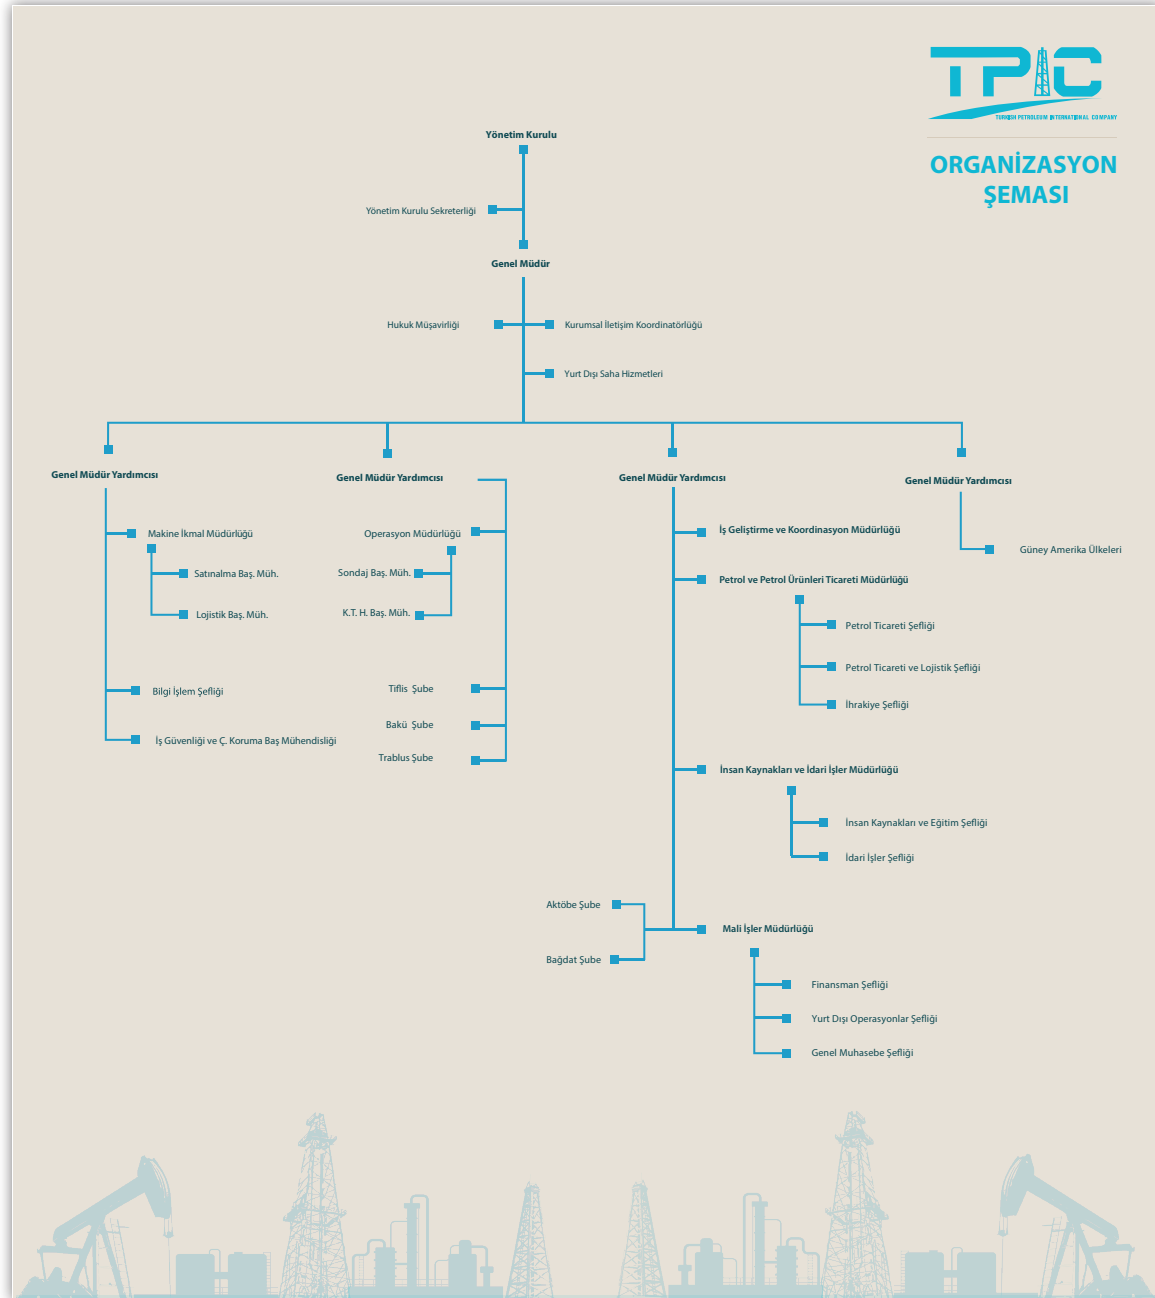 TPIC
TURKISH PETROLEUM INTERNATIONAL COMPANY
ORGANİZASYON
ŞEMASI
Yönetim Kurulu
Yönetim Kurulu Sekreterliği
Genel Müdür
Hukuk Müşavirliği
Kurumsal İletişim Koordinatörlüğü
Yurt Dışı Saha Hizmetleri
Genel Müdür Yardımcısı
Makine İkmal Müdürlüğü
Satınalma Baş. Müh.
Lojistik Baş. Müh.
Bilgi İşlem Şefliği
İş Güvenliği ve Ç. Koruma Baş Mühendisliği
Genel Müdür Yardımcısı
Operasyon Müdürlüğü
Sondaj Baş. Müh.
K.T. H. Baş. Müh.
Tiflis Şube
Bakü Şube
Trablus Şube
Genel Müdür Yardımcısı
İş Geliştirme ve Koordinasyon Müdürlüğü
Petrol ve Petrol Ürünleri Ticareti Müdürlüğü
Petrol Ticareti Şefliği
Petrol Ticareti ve Lojistik Şefliği
İhrakiye Şefliği
İnsan Kaynakları ve İdari İşler Müdürlüğü
İnsan Kaynakları ve Eğitim Şefliği
İdari İşler Şefliği
Aktöbe Şube
Bağdat Şube
Mali İşler Müdürlüğü
Finansman Şefliği
Yurt Dışı Operasyonlar Şefliği
Genel Muhasebe Şefliği
Genel Müdür Yardımcısı
Güney Amerika Ülkeleri